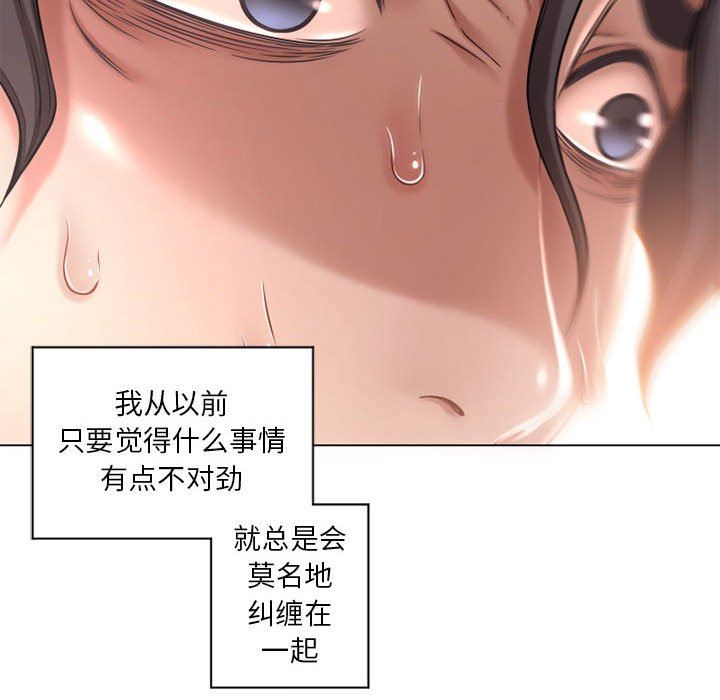 我从以前
只要觉得什么事情
有点不对劲
就总是会
莫名地
纠缠在
一起